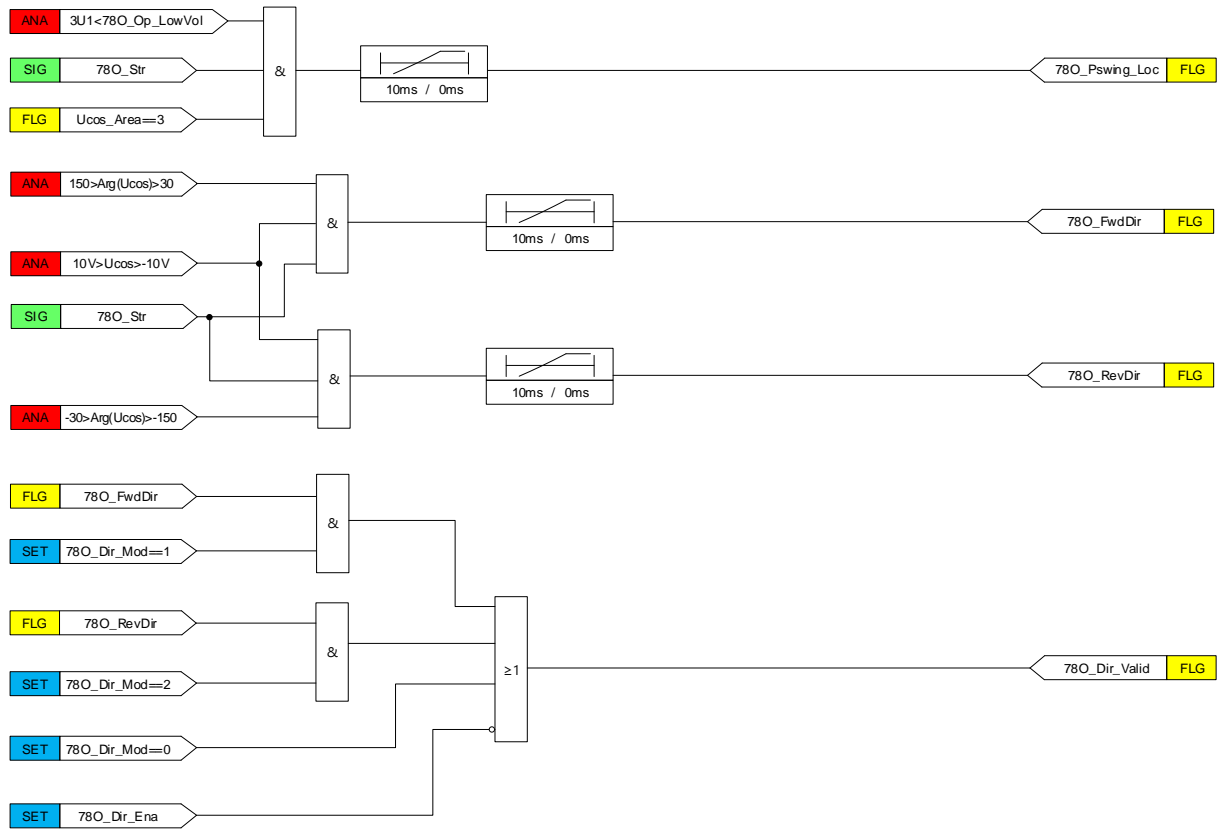 ANA 3U1<78O_Op_LowVol
SIG 78O_Str
&
10ms / 0ms
78O_Pswing_Loc FLG
FLG Ucos_Area==3
ANA 150>Arg(Ucos)>30
&
10ms / 0ms
78O_FwdDir FLG
ANA 10V>Ucos>-10V
SIG 78O_Str
&
10ms / 0ms
78O_RevDir FLG
ANA -30>Arg(Ucos)>-150
FLG 78O_FwdDir
&
SET 78O_Dir_Mod==1
FLG 78O_RevDir
&
SET 78O_Dir_Mod==2
≥1
78O_Dir_Valid FLG
SET 78O_Dir_Mod==0
SET 78O_Dir_Ena